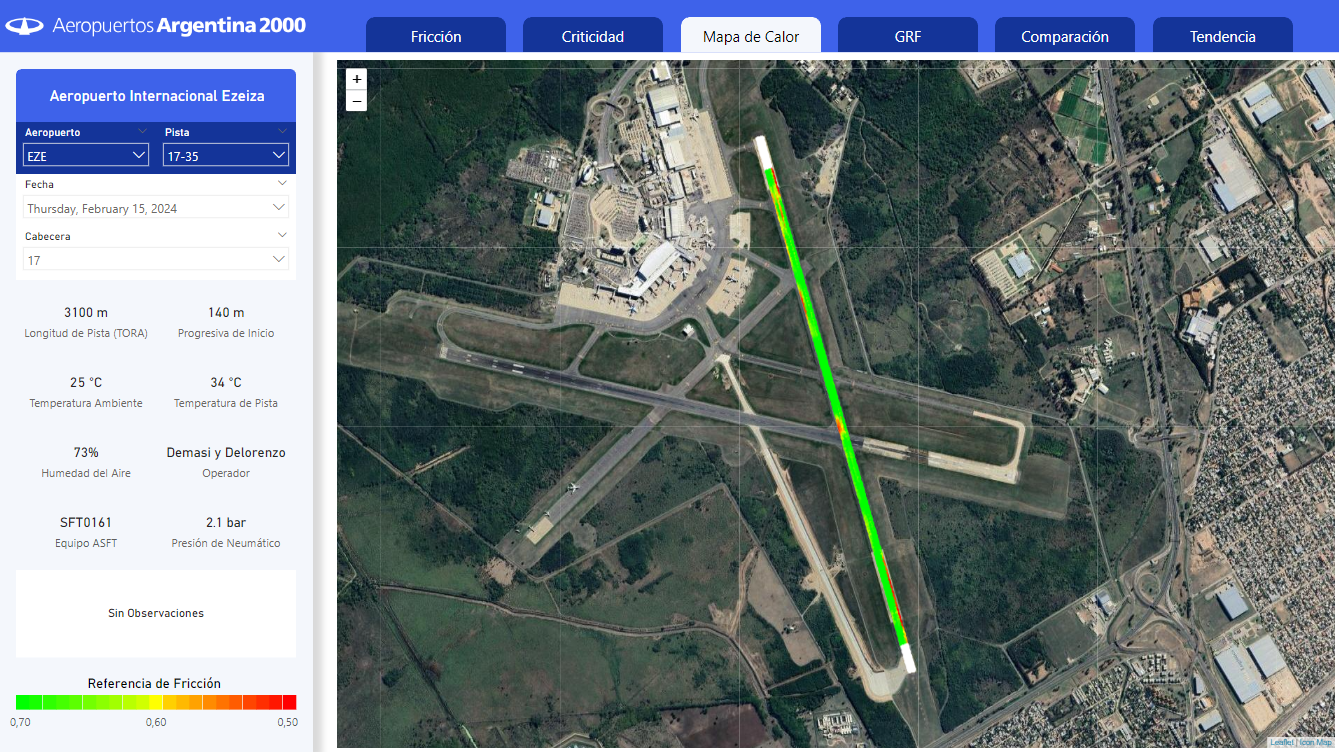 Aeropuertos Argentina 2000
Fricción
Criticidad
Mapa de Calor
GRF
Comparación
Tendencia
Aeropuerto Internacional Ezeiza
Aeropuerto
Pista
EZE
17-35
Fecha
Thursday, February 15, 2024
Cabecera
17
3100 m
140 m
Longitud de Pista (TORA)
Progresiva de Inicio
25 °C
34 °C
Temperatura Ambiente
Temperatura de Pista
73%
Demasi y Delorenzo
Humedad del Aire
Operador
SFT0161
2.1 bar
Equipo ASFT
Presión de Neumático
Sin Observaciones
Referencia de Fricción
0,70
0,60
0,50
+
−
Leaflet | Icon Map